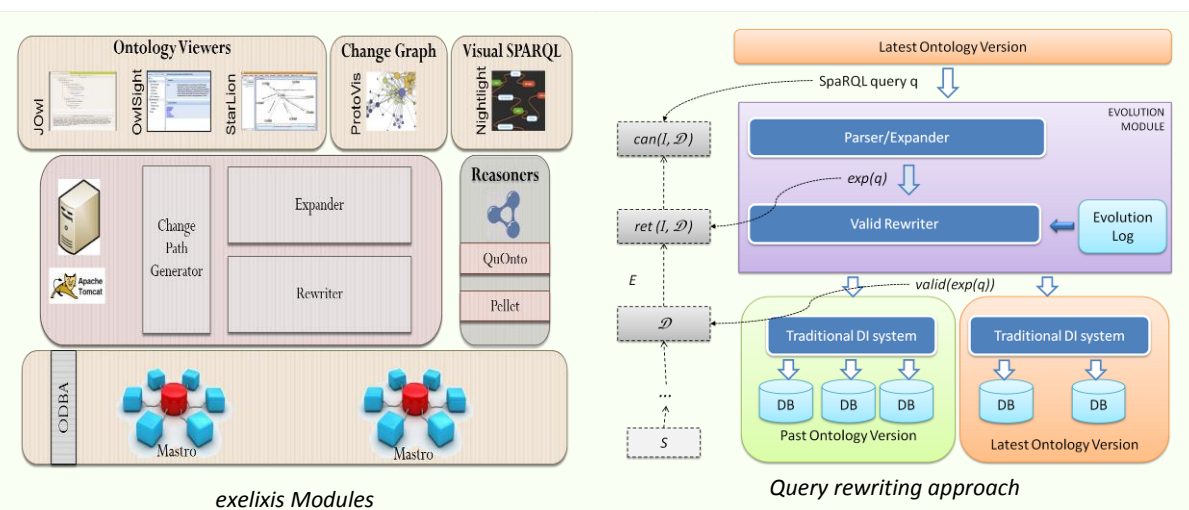 Ontology Viewers
JOwl
OwlSight
StarLion
Change Graph
ProtoVis
Visual SPARQL
Nightlight
Apache
Tomcat
Change
Path
Generator
Expander
Rewriter
Reasoners
QuOnto
Pellet
ODBA
Mastro
Mastro
exelixis Modules
Latest Ontology Version
SpaRQL query q
EVOLUTION
MODULE
can(I, 𝒟)
Parser/Expander
exp(q)
ret (I, 𝒟)
Valid Rewriter
Evolution
Log
E
valid(exp(q))
𝒟
Traditional DI system
Traditional DI system
...
DB
DB
DB
DB
DB
Past Ontology Version
Latest Ontology Version
S
Query rewriting approach